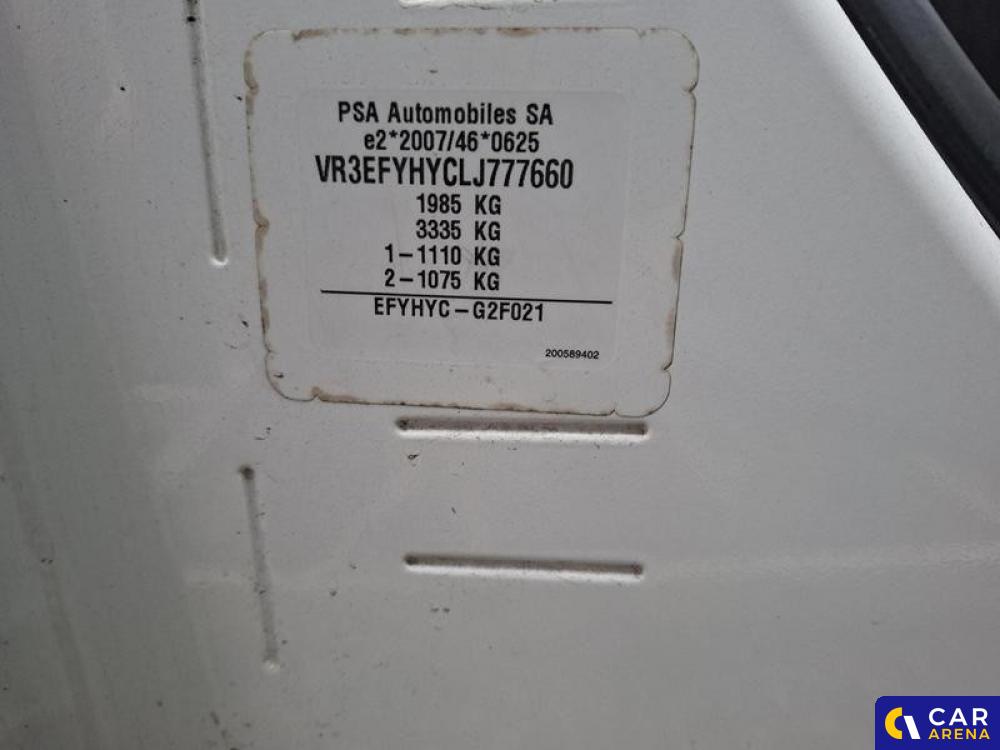 PSA Automobiles SA
e2*2007/46*0625
VR3EFYHYCLJ777660
1985 KG
3335 KG
1-1110 KG
2-1075 KG
EFYHYC-G2F021
200589402
CAR
ARENA